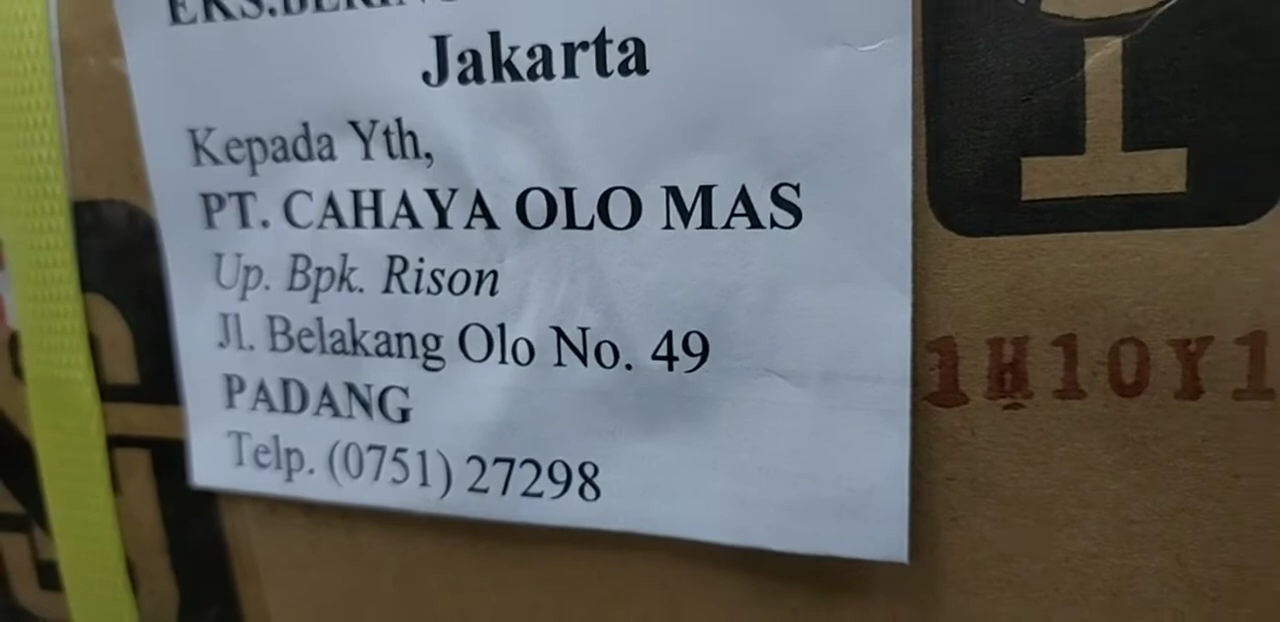 Jakarta
Kepada Yth,
PT. CAHAYA OLO MAS
Up. Bpk. Rison
Jl. Belakang Olo No. 49
PADANG
Telp. (0751) 27298
1H10Y1